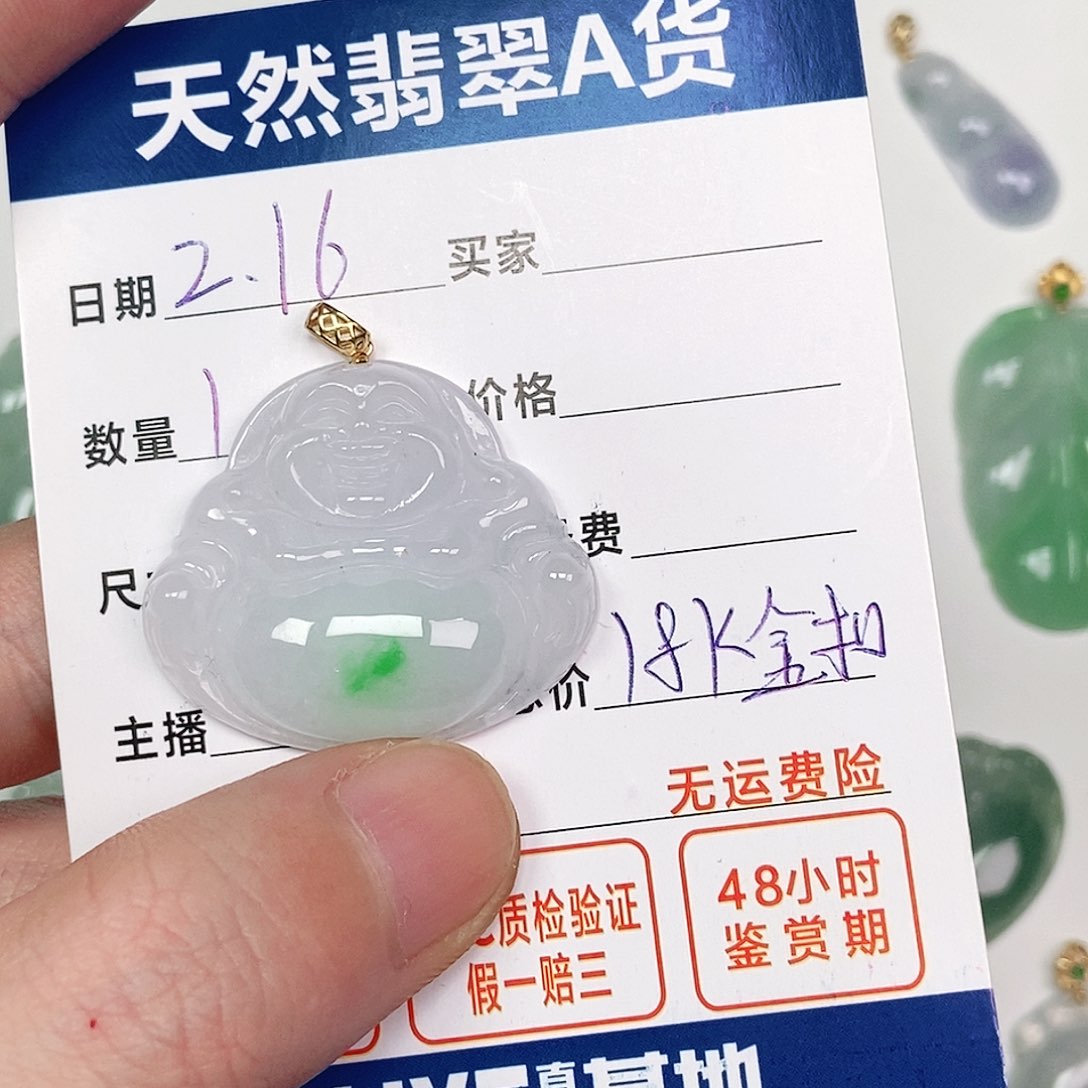 天然翡翠A货
日期 2.16 买家
数量 1 价格
尺 费
价 18K金扣
主播
无运费险
质检验证
假一赔三
48小时
鉴赏期
基地